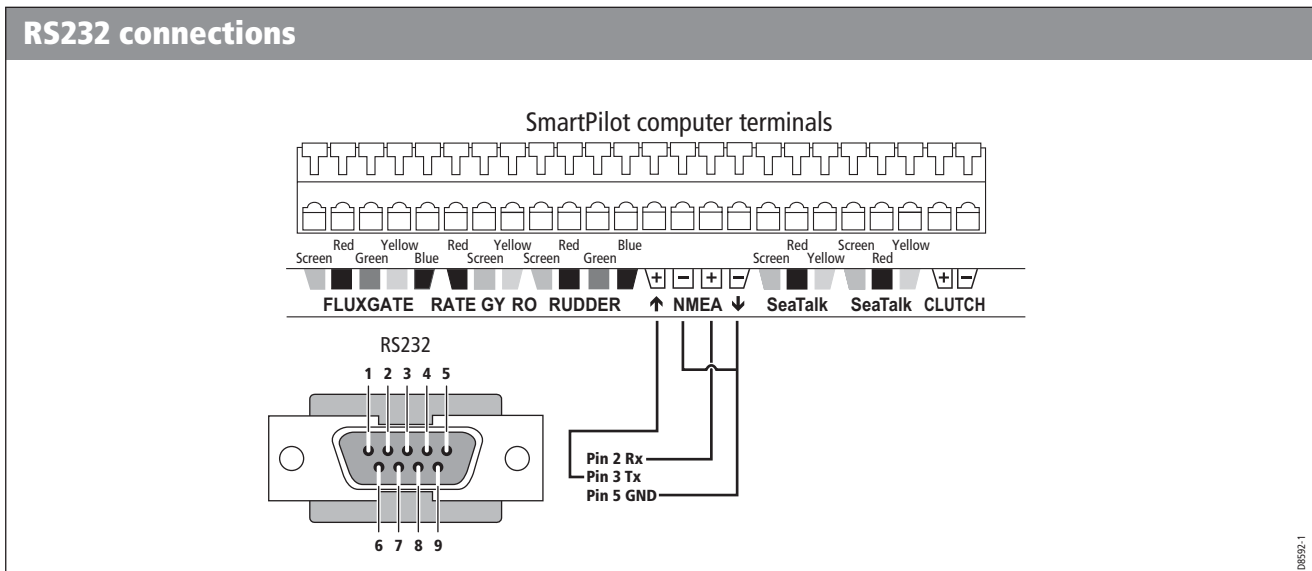 RS232 connections
SmartPilot computer terminals
Red Yellow Red Yellow Red Blue Red Screen Yellow
Screen Green Blue Screen Screen Green Screen Yellow Red
+ − + − + −
FLUXGATE RATE GY RO RUDDER ↑ NMEA ↓ SeaTalk SeaTalk CLUTCH
RS232
1 2 3 4 5
Pin 2 Rx
Pin 3 Tx
Pin 5 GND
6 7 8 9
D8592-1